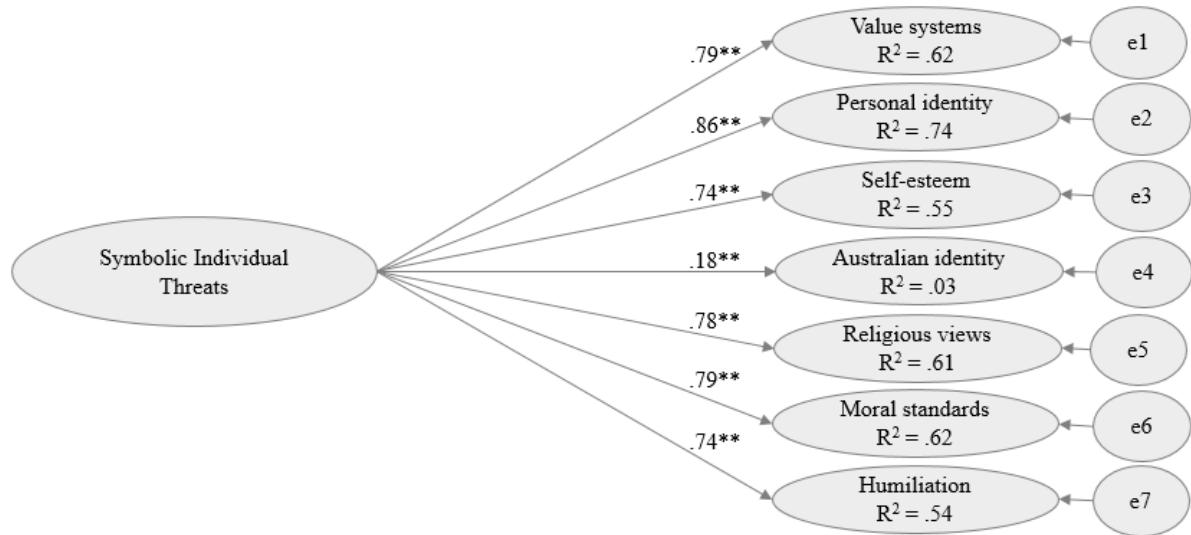 Value systems
R² = .62
e1
.79**
Personal identity
R² = .74
e2
.86**
Self-esteem
R² = .55
e3
.74**
Symbolic Individual
Threats
Australian identity
R² = .03
e4
.18**
Religious views
R² = .61
e5
.78**
Moral standards
R² = .62
e6
.79**
Humiliation
R² = .54
e7
.74**